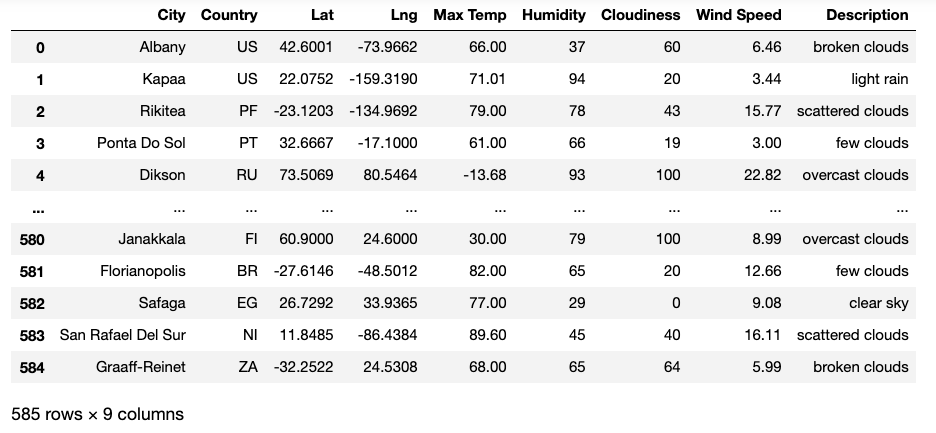 City Country Lat Lng Max Temp Humidity Cloudiness Wind Speed Description
0 Albany US 42.6001 -73.9662 66.00 37 60 6.46 broken clouds
1 Kapaa US 22.0752 -159.3190 71.01 94 20 3.44 light rain
2 Rikitea PF -23.1203 -134.9692 79.00 78 43 15.77 scattered clouds
3 Ponta Do Sol PT 32.6667 -17.1000 61.00 66 19 3.00 few clouds
4 Dikson RU 73.5069 80.5464 -13.68 93 100 22.82 overcast clouds
... ... ... ... ... ... ... ... ... ...
580 Janakkala FI 60.9000 24.6000 30.00 79 100 8.99 overcast clouds
581 Florianopolis BR -27.6146 -48.5012 82.00 65 20 12.66 few clouds
582 Safaga EG 26.7292 33.9365 77.00 29 0 9.08 clear sky
583 San Rafael Del Sur NI 11.8485 -86.4384 89.60 45 40 16.11 scattered clouds
584 Graaff-Reinet ZA -32.2522 24.5308 68.00 65 64 5.99 broken clouds
585 rows × 9 columns